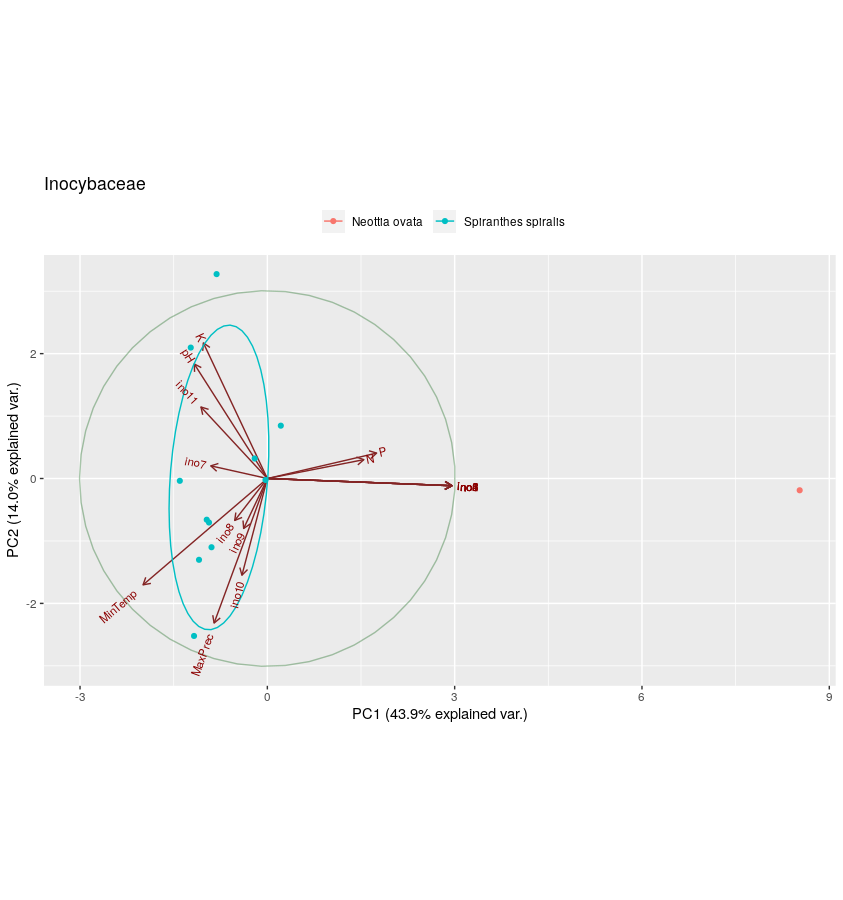 Inocybaceae
Neottia ovata
Spiranthes spiralis
K
pH
ino11
ino7
P
N
ino8
ino9
ino10
MinTemp
MaxPrec
2
0
-2
-3
0
3
6
9
PC1 (43.9% explained var.)
PC2 (14.0% explained var.)